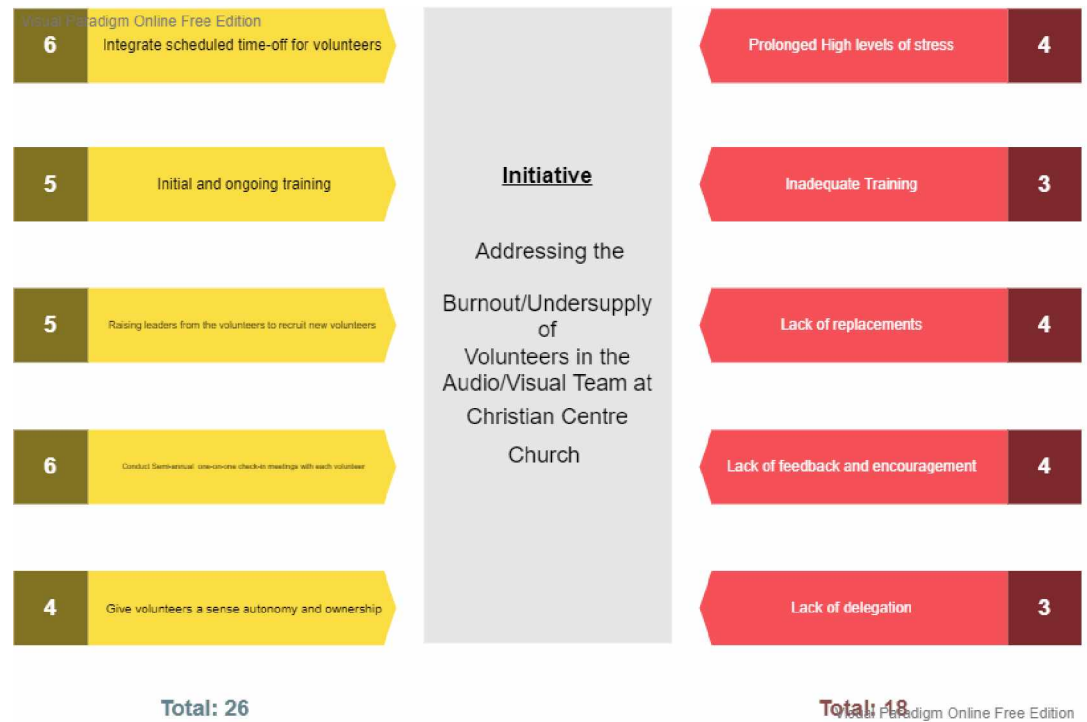 Visual Paradigm Online Free Edition
6
Integrate scheduled time-off for volunteers
5
Initial and ongoing training
5
Raising leaders from the volunteers to recruit new volunteers
6
Conduct Semi-annual one-on-one check-in meetings with each volunteer
4
Give volunteers a sense autonomy and ownership
Total: 26
Initiative
Addressing the
Burnout/Undersupply
of
Volunteers in the
Audio/Visual Team at
Christian Centre
Church
Prolonged High levels of stress
4
Inadequate Training
3
Lack of replacements
4
Lack of feedback and encouragement
4
Lack of delegation
3
Total: 18
Visual Paradigm Online Free Edition